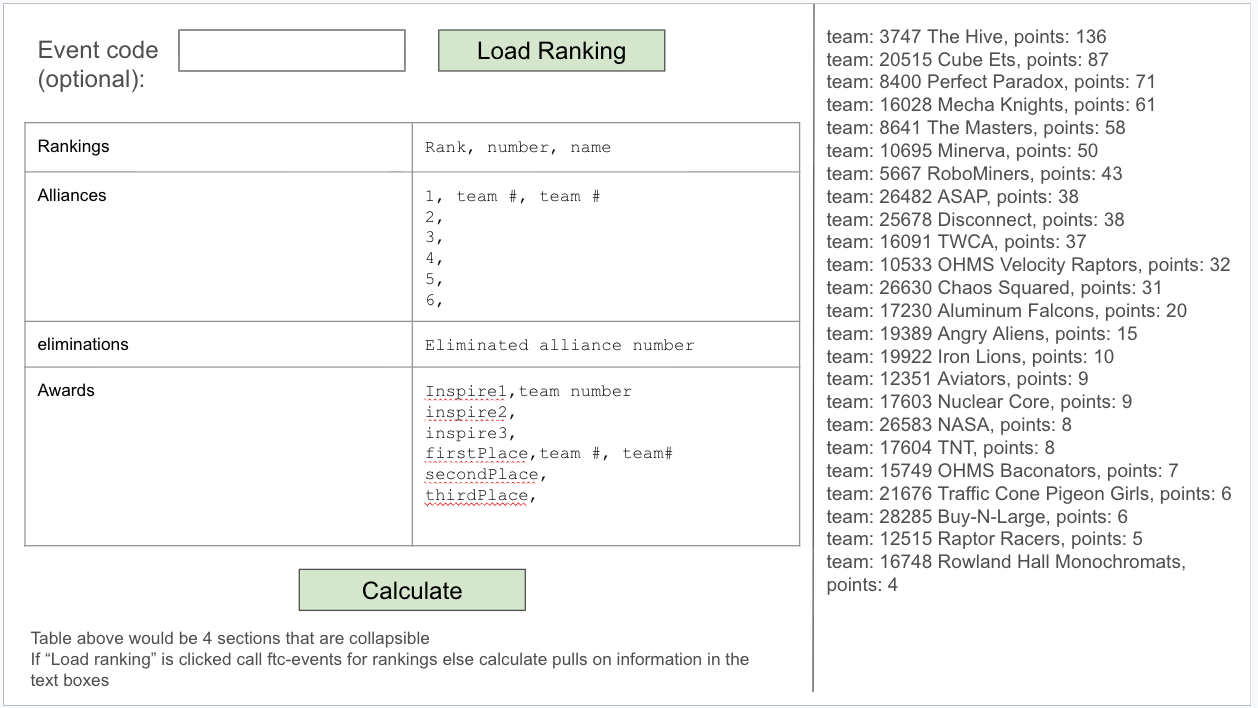 Event code
(optional):
Load Ranking
Rankings
Rank, number, name
Alliances
1, team #, team #
2,
3,
4,
5,
6,
eliminations
Eliminated alliance number
Awards
Inspire1,team number
inspire2,
inspire3,
firstPlace,team #, team#
secondPlace,
thirdPlace,
Calculate
Table above would be 4 sections that are collapsible
If “Load ranking” is clicked call ftc-events for rankings else calculate pulls on information in the
text boxes
team: 3747 The Hive, points: 136
team: 20515 Cube Ets, points: 87
team: 8400 Perfect Paradox, points: 71
team: 16028 Mecha Knights, points: 61
team: 8641 The Masters, points: 58
team: 10695 Minerva, points: 50
team: 5667 RoboMiners, points: 43
team: 26482 ASAP, points: 38
team: 25678 Disconnect, points: 38
team: 16091 TWCA, points: 37
team: 10533 OHMS Velocity Raptors, points: 32
team: 26630 Chaos Squared, points: 31
team: 17230 Aluminum Falcons, points: 20
team: 19389 Angry Aliens, points: 15
team: 19922 Iron Lions, points: 10
team: 12351 Aviators, points: 9
team: 17603 Nuclear Core, points: 9
team: 26583 NASA, points: 8
team: 17604 TNT, points: 8
team: 15749 OHMS Baconators, points: 7
team: 21676 Traffic Cone Pigeon Girls, points: 6
team: 28285 Buy-N-Large, points: 6
team: 12515 Raptor Racers, points: 5
team: 16748 Rowland Hall Monochromats,
points: 4